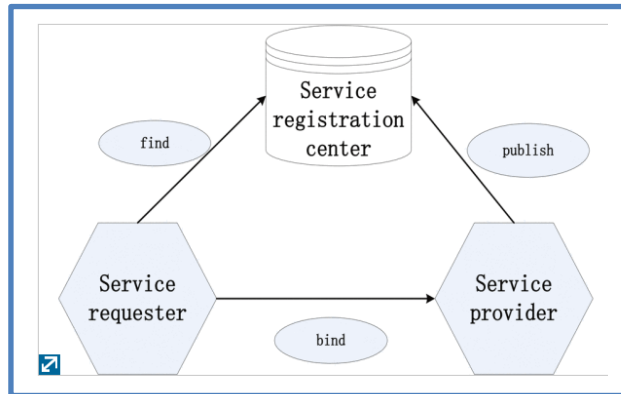 Service
registration
center
find
publish
Service
requester
Service
provider
bind